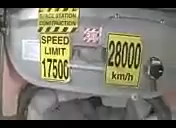 SPACE STATION
CONSTRUCTION
SPEED
LIMIT
17500
28000
km/h